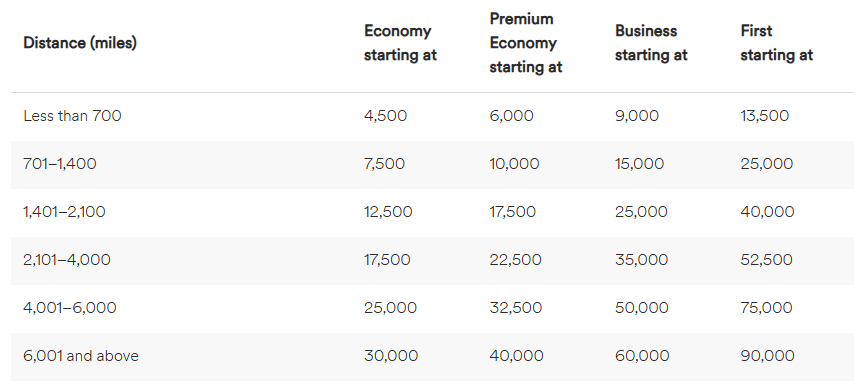 Distance (miles) Economy starting at Premium Economy starting at Business starting at First starting at
Less than 700 4,500 6,000 9,000 13,500
701–1,400 7,500 10,000 15,000 25,000
1,401–2,100 12,500 17,500 25,000 40,000
2,101–4,000 17,500 22,500 35,000 52,500
4,001–6,000 25,000 32,500 50,000 75,000
6,001 and above 30,000 40,000 60,000 90,000